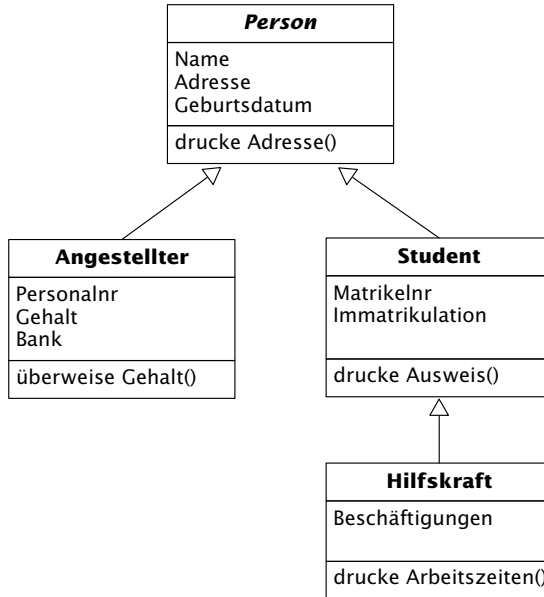 Person
Name
Adresse
Geburtsdatum
drucke Adresse()
Angestellter
Personalnr
Gehalt
Bank
überweise Gehalt()
Student
Matrikelnr
Immatrikulation
drucke Ausweis()
Hilfskraft
Beschäftigungen
drucke Arbeitszeiten()